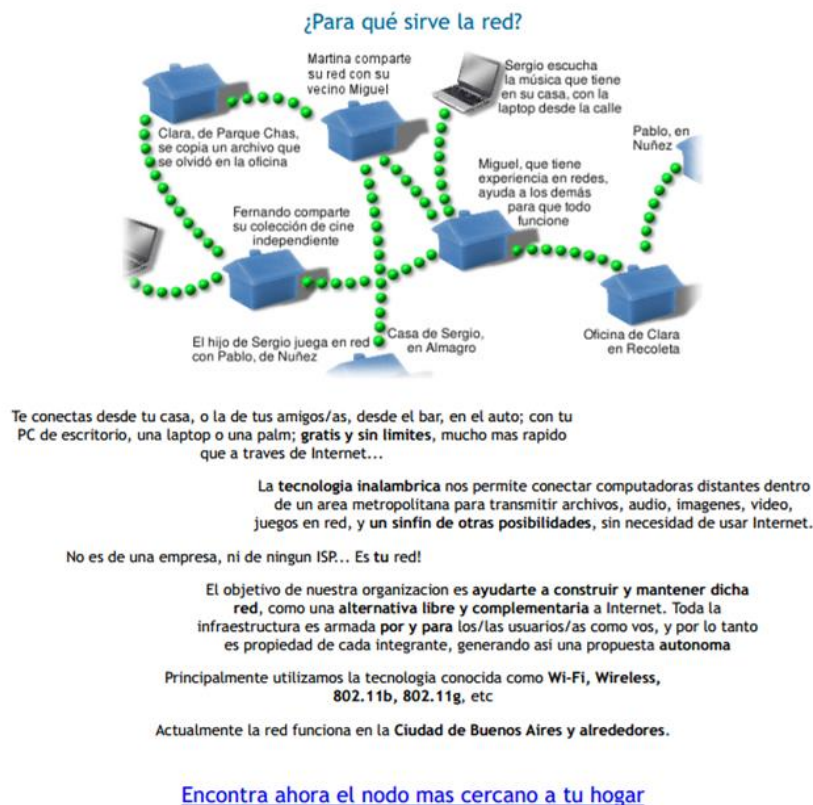 ¿Para qué sirve la red?
Martina comparte
su red con su
vecino Miguel
Sergio escucha
la música que tiene
en su casa, con la
laptop desde la calle
Clara, de Parque Chas,
se copia un archivo que
se olvidó en la oficina
Pablo, en
Nuñez
Miguel, que tiene
experiencia en redes,
ayuda a los demás
para que todo
funcione
Fernando comparte
su colección de cine
independiente
El hijo de Sergio juega en red
con Pablo, de Nuñez
Casa de Sergio,
en Almagro
Oficina de Clara
en Recoleta
Te conectas desde tu casa, o la de tus amigos/as, desde el bar, en el auto; con tu
PC de escritorio, una laptop o una palm; gratis y sin limites, mucho mas rapido
que a traves de Internet...
La tecnologia inalambrica nos permite conectar computadoras distantes dentro
de un area metropolitana para transmitir archivos, audio, imagenes, video,
juegos en red, y un sinfin de otras posibilidades, sin necesidad de usar Internet.
No es de una empresa, ni de ningun ISP... Es tu red!
El objetivo de nuestra organizacion es ayudarte a construir y mantener dicha
red, como una alternativa libre y complementaria a Internet. Toda la
infraestructura es armada por y para los/las usuarios/as como vos, y por lo tanto
es propiedad de cada integrante, generando asi una propuesta autonoma
Principalmente utilizamos la tecnologia conocida como Wi-Fi, Wireless,
802.11b, 802.11g, etc
Actualmente la red funciona en la Ciudad de Buenos Aires y alrededores.
Encontra ahora el nodo mas cercano a tu hogar